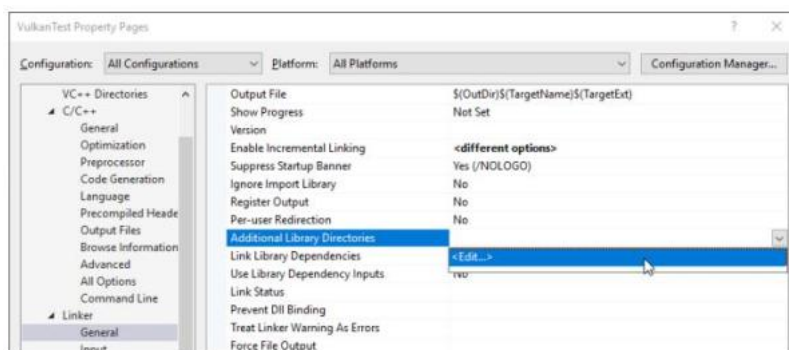 VulkanTest Property Pages ? ×
Configuration: All Configurations Platform: All Platforms Configuration Manager...
VC++ Directories
C/C++
General
Optimization
Preprocessor
Code Generation
Language
Precompiled Heade
Output Files
Browse Information
Advanced
All Options
Command Line
Linker
General
Input
Output File $(OutDir)$(TargetName)$(TargetExt)
Show Progress Not Set
Version
Enable Incremental Linking <different options>
Suppress Startup Banner Yes (/NOLOGO)
Ignore Import Library No
Register Output No
Per-user Redirection No
Additional Library Directories
Link Library Dependencies <Edit...>
Use Library Dependency Inputs No
Link Status
Prevent Dll Binding
Treat Linker Warning As Errors
Force File Output